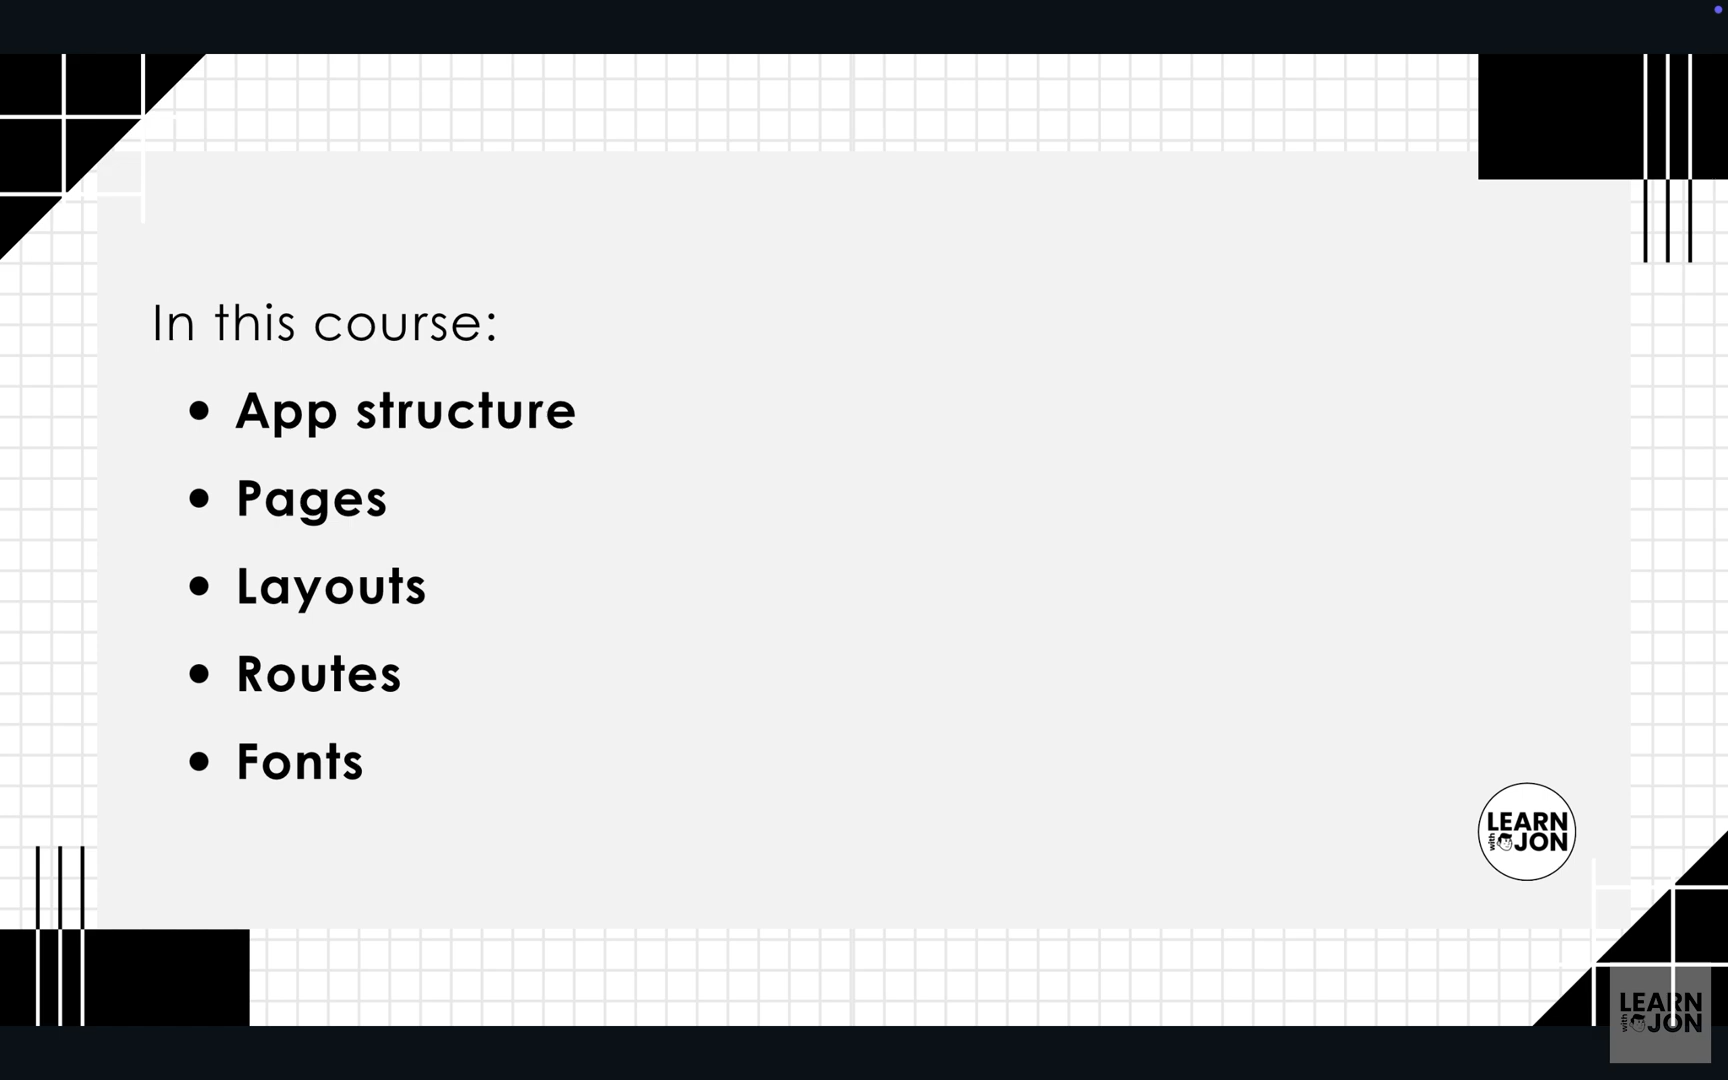 In this course:
• App structure
• Pages
• Layouts
• Routes
• Fonts
LEARN
with JON
LEARN
with JON